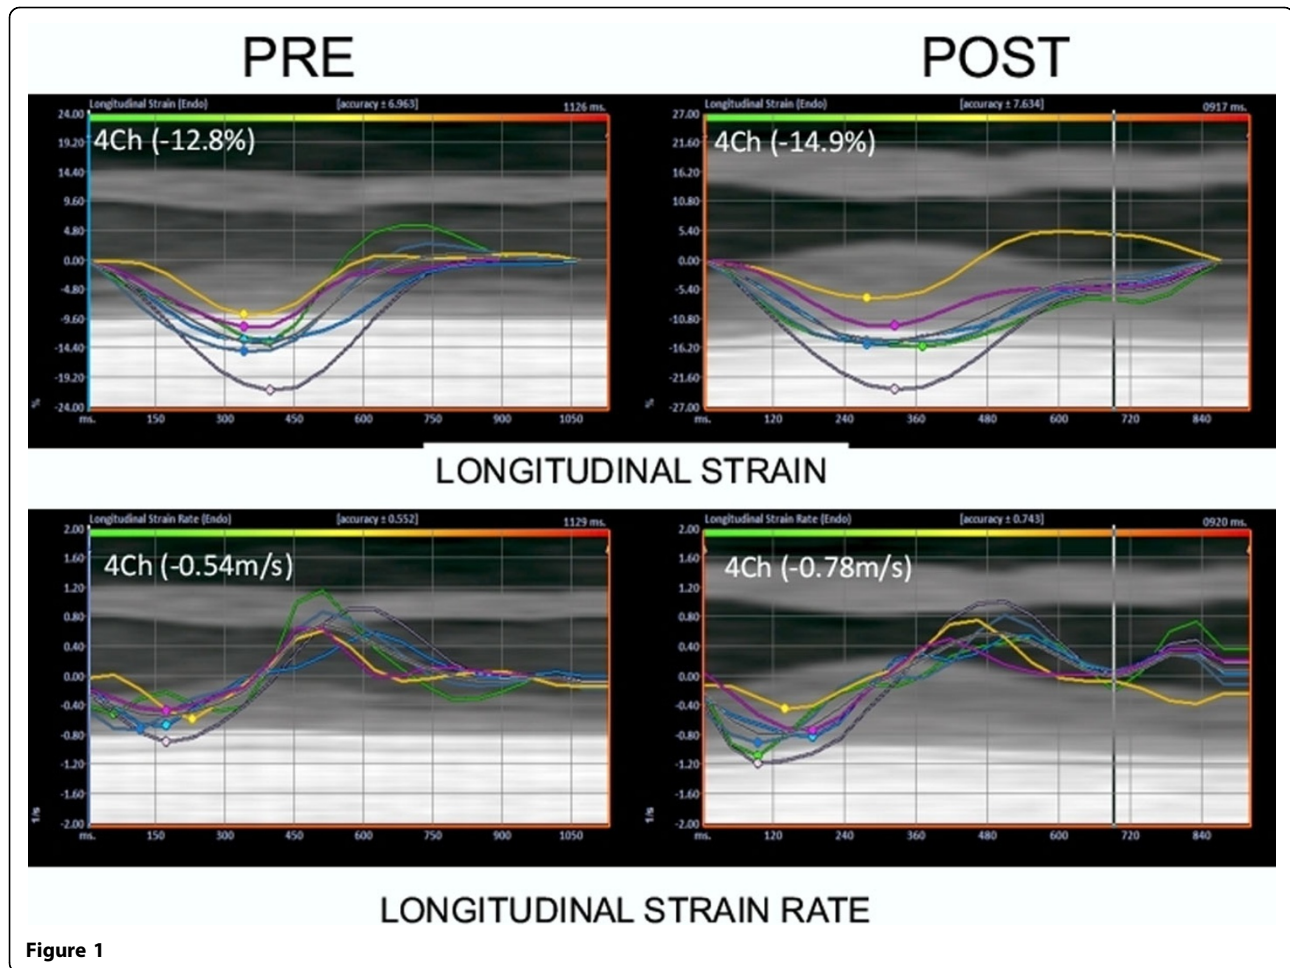 PRE
POST
Longitudinal Strain (Endo) [accuracy ± 6.963] 1126 ms.
24.00
4Ch (-12.8%)
19.20
14.40
9.60
4.80
0.00
-4.80
-9.60
-14.40
-19.20
-24.00
%
ms. 150 300 450 600 750 900 1050
Longitudinal Strain (Endo) [accuracy ± 7.634] 0917 ms.
27.00
4Ch (-14.9%)
21.60
16.20
10.80
5.40
0.00
-5.40
-10.80
-16.20
-21.60
-27.00
%
ms. 120 240 360 480 600 720 840
LONGITUDINAL STRAIN
Longitudinal Strain Rate (Endo) [accuracy ± 0.552] 1129 ms.
2.00
1.60
4Ch (-0.54m/s)
1.20
0.80
0.40
0.00
-0.40
-0.80
-1.20
-1.60
-2.00
1/s
ms. 150 300 450 600 750 900 1050
Longitudinal Strain Rate (Endo) [accuracy ± 0.743] 0920 ms.
2.00
1.60
4Ch (-0.78m/s)
1.20
0.80
0.40
0.00
-0.40
-0.80
-1.20
-1.60
-2.00
1/s
ms. 120 240 360 480 600 720 840
LONGITUDINAL STRAIN RATE
Figure 1